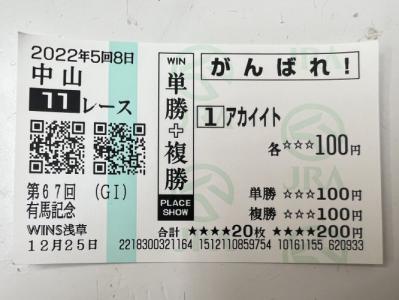 2022年5回8日
中山
11レース
第67回 (GI)
有馬記念
WINS浅草
12月25日
WIN
単勝+複勝
PLACE
SHOW
がんばれ!
1 アカイイト
各☆☆☆100円
単勝 ☆☆☆100円
複勝 ☆☆☆100円
合計 ★★★★20枚 ★★★★200円
2218300321164 1512110859754 10161155 620933
JRA
JRA